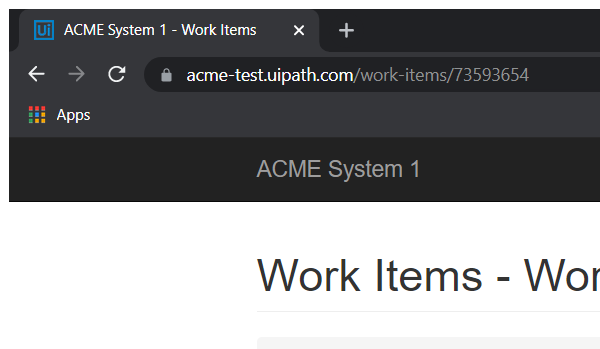 Ui ACME System 1 - Work Items
acme-test.uipath.com/work-items/73593654
Apps
ACME System 1
Work Items - Wor